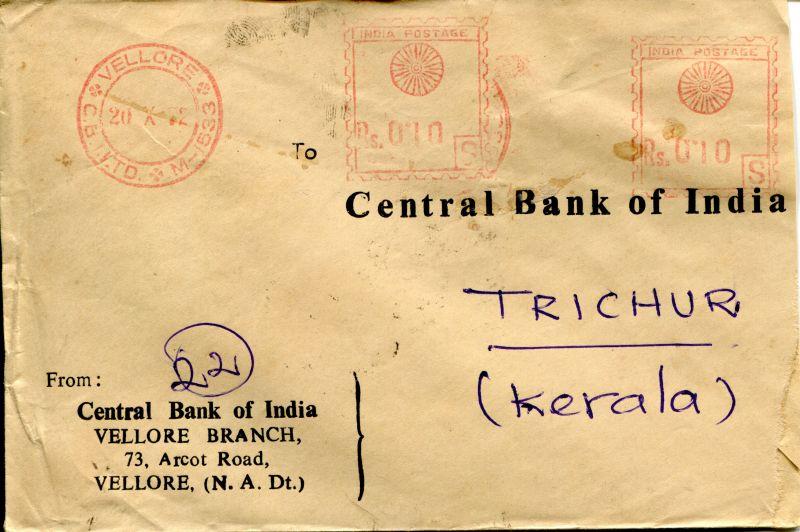 VELLORE
20 X 72
C.B.I.LTD. M-1533
INDIA POSTAGE
Rs. 0'10
S
INDIA POSTAGE
Rs. 0'10
S
To
Central Bank of India
TRICHUR
(Kerala)
22
From:
Central Bank of India
VELLORE BRANCH,
73, Arcot Road,
VELLORE, (N. A. Dt.)